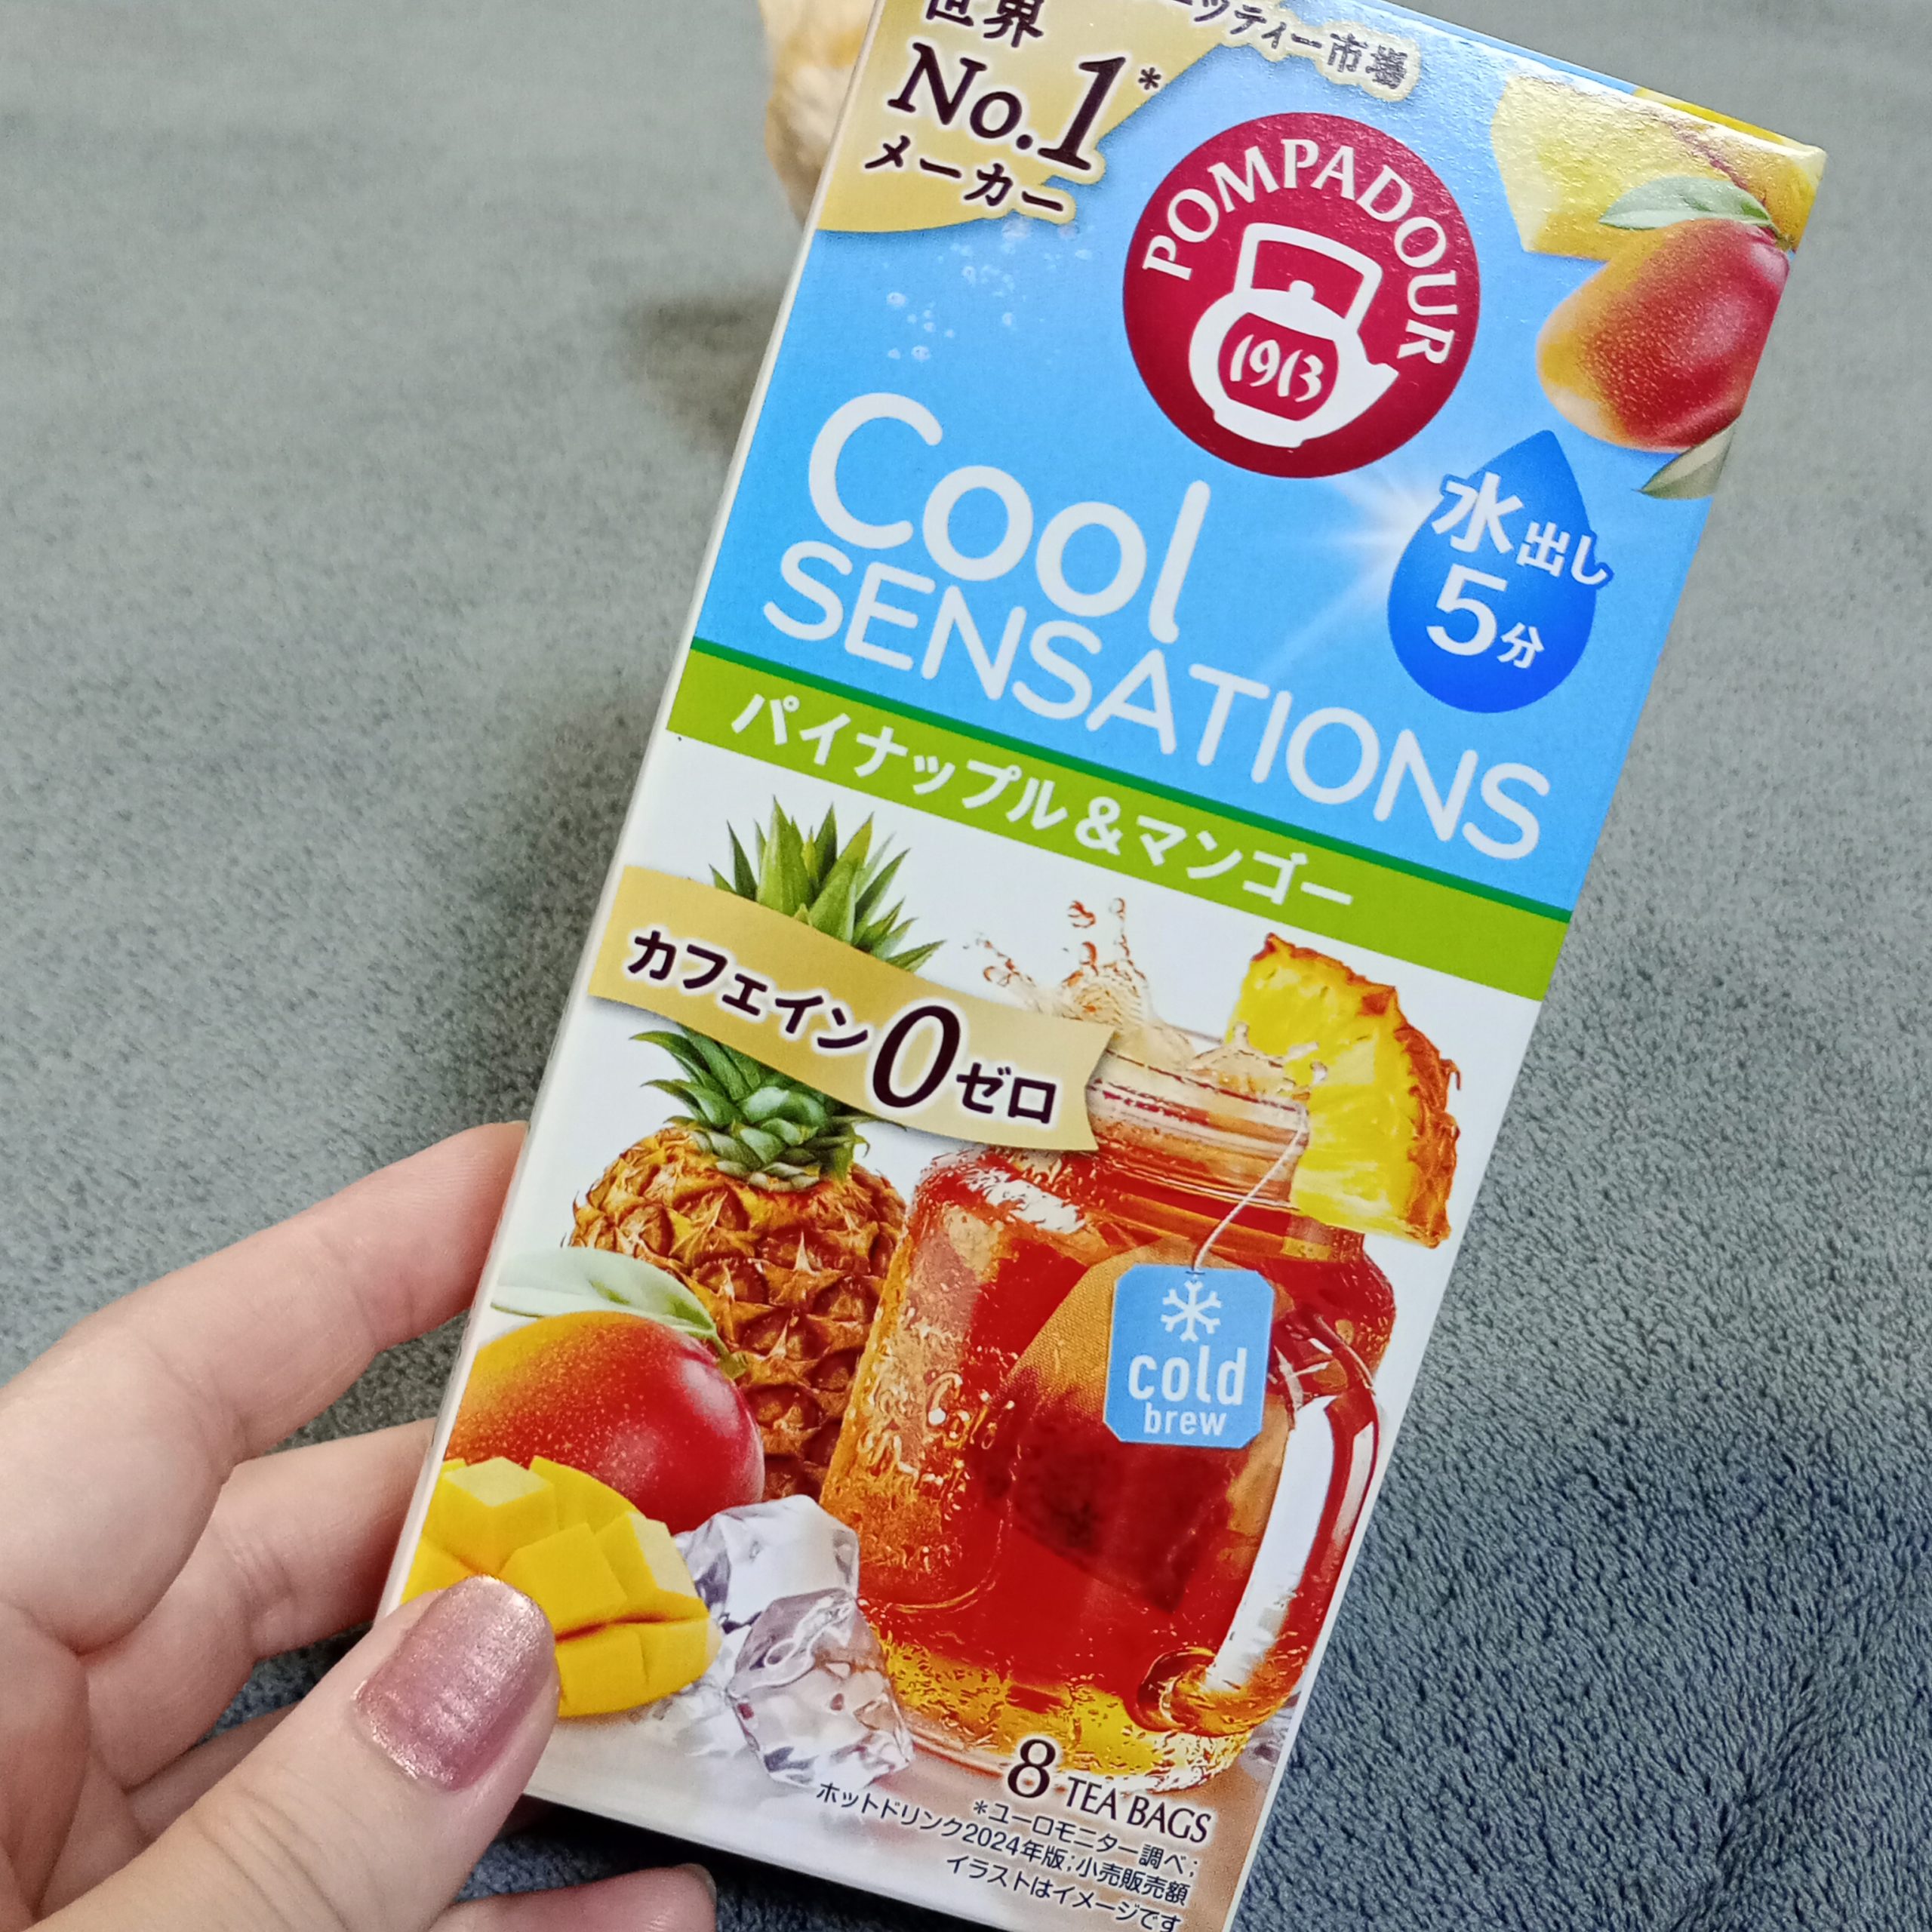 ティー市場
世界
No.1*
メーカー
POMPADOUR
1913
Cool
SENSATIONS
水出し
5分
パイナップル&マンゴー
カフェイン0ゼロ
cold
brew
8 TEA BAGS
*ユーロモニター調べ;
ホットドリンク2024年版;小売販売額
イラストはイメージです